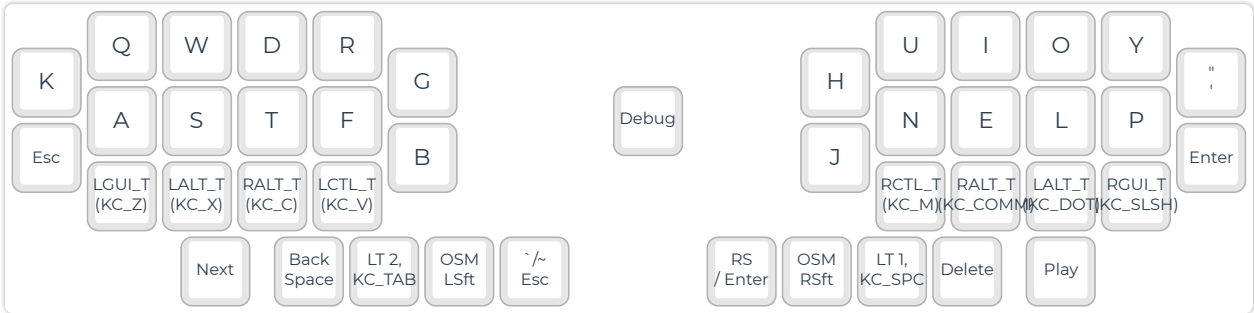 Q W D R U I O Y
K G H "
'
A S T F Debug N E L P
Esc B J Enter
LGUI_T LALT_T RALT_T LCTL_T RCTL_T RALT_T LALT_T RGUI_T
(KC_Z) (KC_X) (KC_C) (KC_V) (KC_M) (KC_COMM) (KC_DOT) (KC_SLSH)
Next Back LT 2, OSM `/~ RS OSM LT 1, Delete Play
Space KC_TAB LSft Esc / Enter RSft KC_SPC